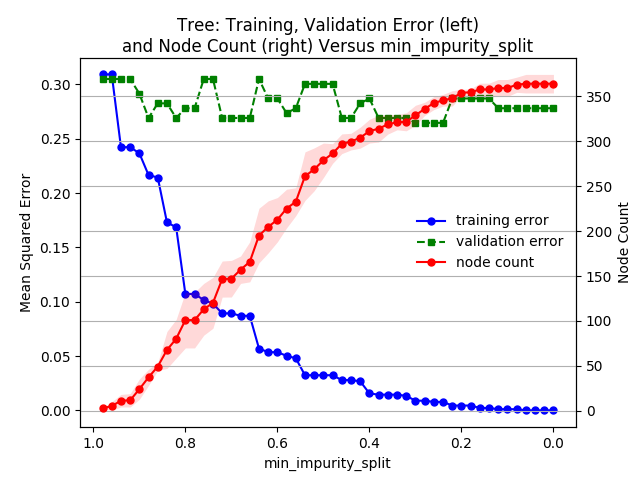 Tree: Training, Validation Error (left)
and Node Count (right) Versus min_impurity_split
0.30
0.25
0.20
0.15
0.10
0.05
0.00
Mean Squared Error
training error
validation error
node count
350
300
250
200
150
100
50
0
Node Count
1.0
0.8
0.6
0.4
0.2
0.0
min_impurity_split